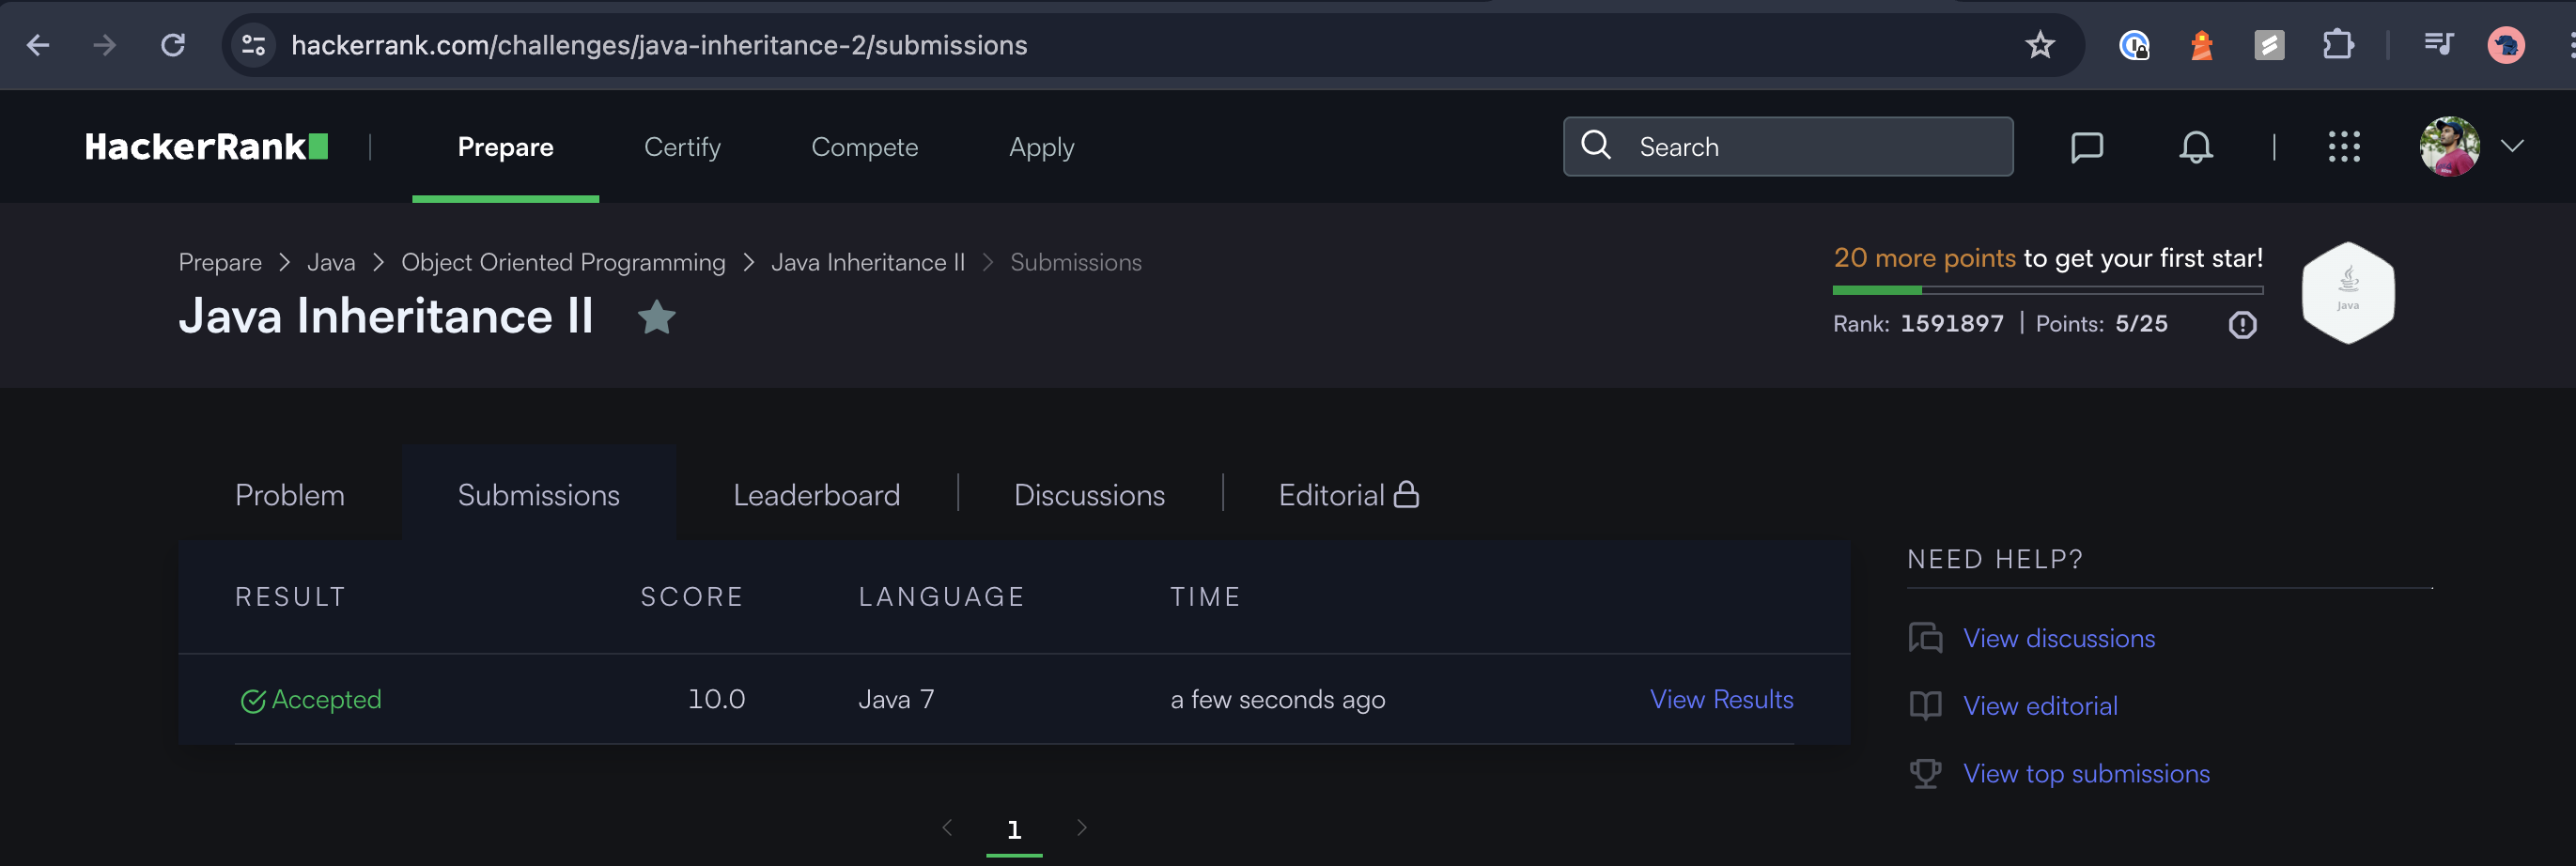 hackerrank.com/challenges/java-inheritance-2/submissions
HackerRank
Prepare
Certify
Compete
Apply
Search
Prepare > Java > Object Oriented Programming > Java Inheritance II > Submissions
Java Inheritance II
20 more points to get your first star!
Rank: 1591897 | Points: 5/25
Java
Problem
Submissions
Leaderboard
Discussions
Editorial
RESULT SCORE LANGUAGE TIME
Accepted 10.0 Java 7 a few seconds ago View Results
1
NEED HELP?
View discussions
View editorial
View top submissions